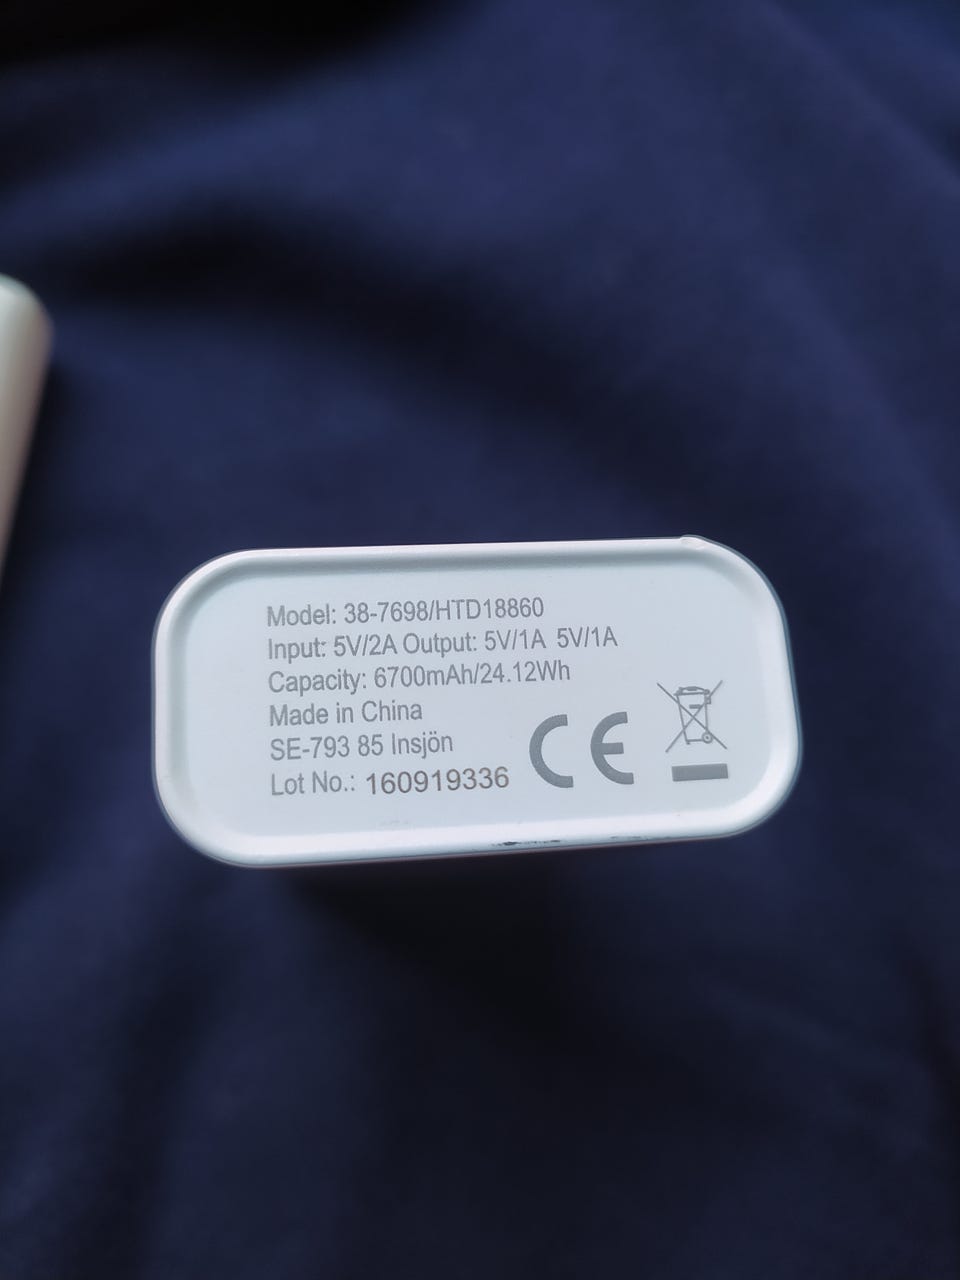 Model: 38-7698/HTD18860
Input: 5V/2A Output: 5V/1A 5V/1A
Capacity: 6700mAh/24.12Wh
Made in China
SE-793 85 Insjön
Lot No.: 160919336
CE